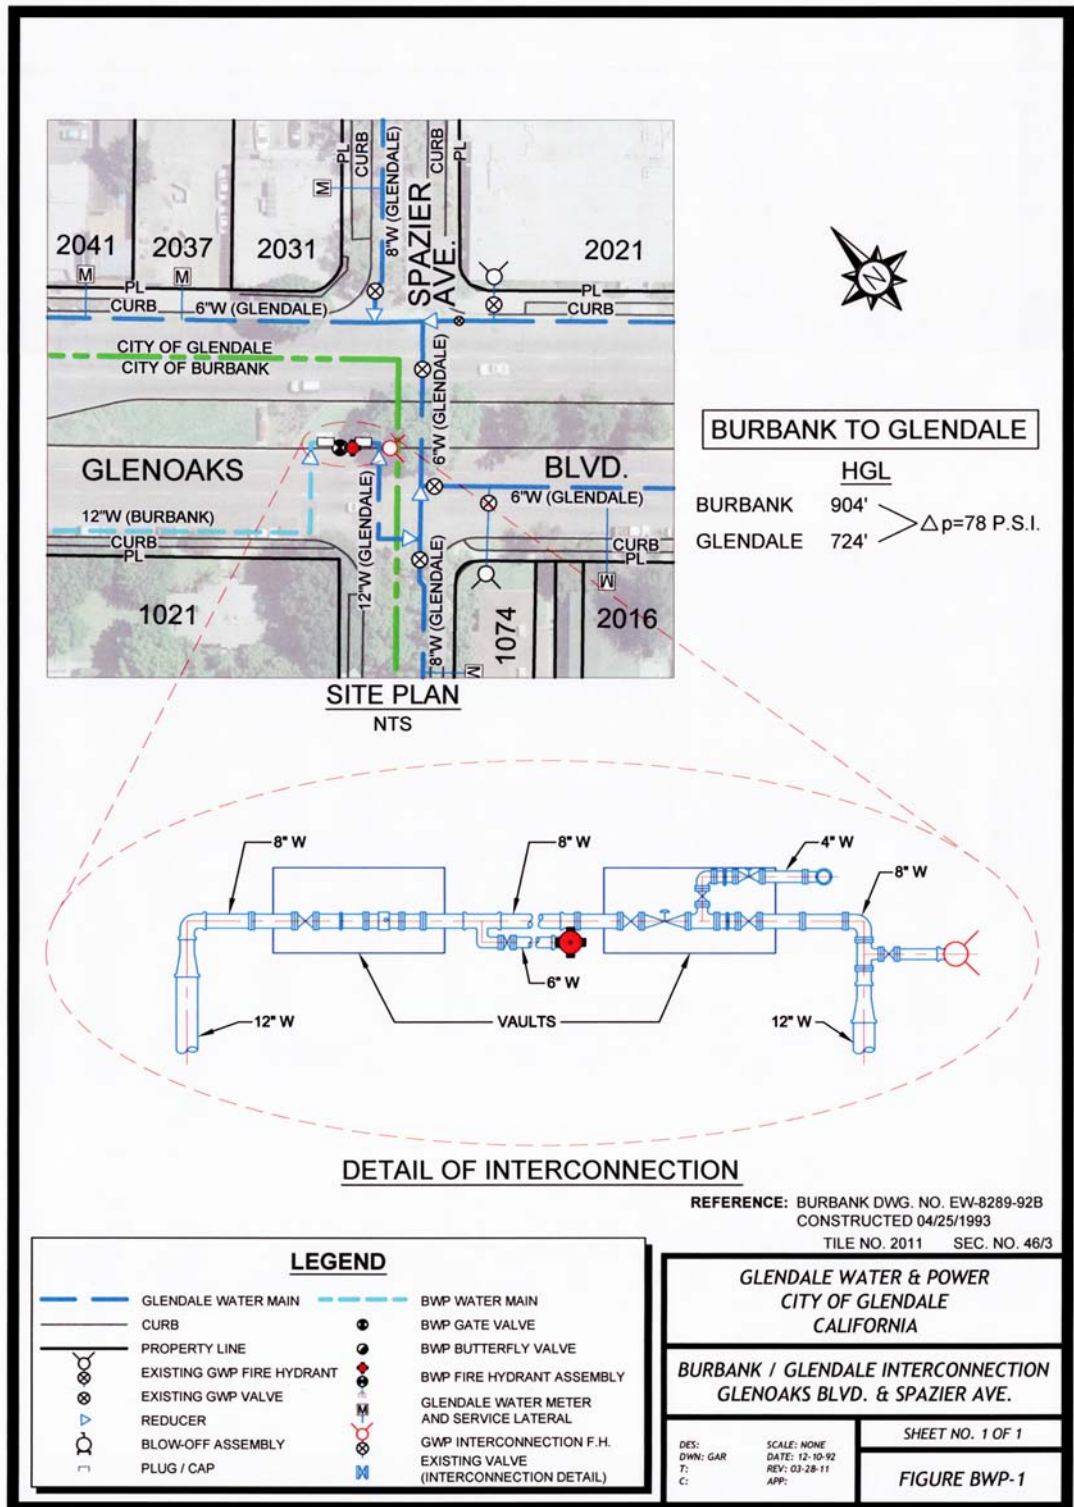 PL
CURB
8"W (GLENDALE)
CURB
PL
M
SPAZIER
AVE.
2041
2037
2031
2021
M
M
PL
CURB
6"W (GLENDALE)
PL
CURB
CITY OF GLENDALE
CITY OF BURBANK
6"W (GLENDALE)
N
BURBANK TO GLENDALE
HGL
BURBANK 904'
GLENDALE 724'
△p=78 P.S.I.
GLENOAKS
BLVD.
6"W (GLENDALE)
12"W (BURBANK)
12"W (GLENDALE)
CURB
PL
CURB
PL
1021
8"W (GLENDALE)
1074
M
2016
M
SITE PLAN
NTS
8" W
8" W
4" W
8" W
6" W
12" W
VAULTS
12" W
DETAIL OF INTERCONNECTION
REFERENCE: BURBANK DWG. NO. EW-8289-92B
CONSTRUCTED 04/25/1993
TILE NO. 2011 SEC. NO. 46/3
LEGEND
GLENDALE WATER MAIN
CURB
PROPERTY LINE
EXISTING GWP FIRE HYDRANT
EXISTING GWP VALVE
REDUCER
BLOW-OFF ASSEMBLY
PLUG / CAP
BWP WATER MAIN
BWP GATE VALVE
BWP BUTTERFLY VALVE
BWP FIRE HYDRANT ASSEMBLY
M
GLENDALE WATER METER
AND SERVICE LATERAL
GWP INTERCONNECTION F.H.
EXISTING VALVE
(INTERCONNECTION DETAIL)
GLENDALE WATER & POWER
CITY OF GLENDALE
CALIFORNIA
BURBANK / GLENDALE INTERCONNECTION
GLENOAKS BLVD. & SPAZIER AVE.
DES:
DWN: GAR
T:
C:
SCALE: NONE
DATE: 12-10-92
REV: 03-28-11
APP:
SHEET NO. 1 OF 1
FIGURE BWP-1